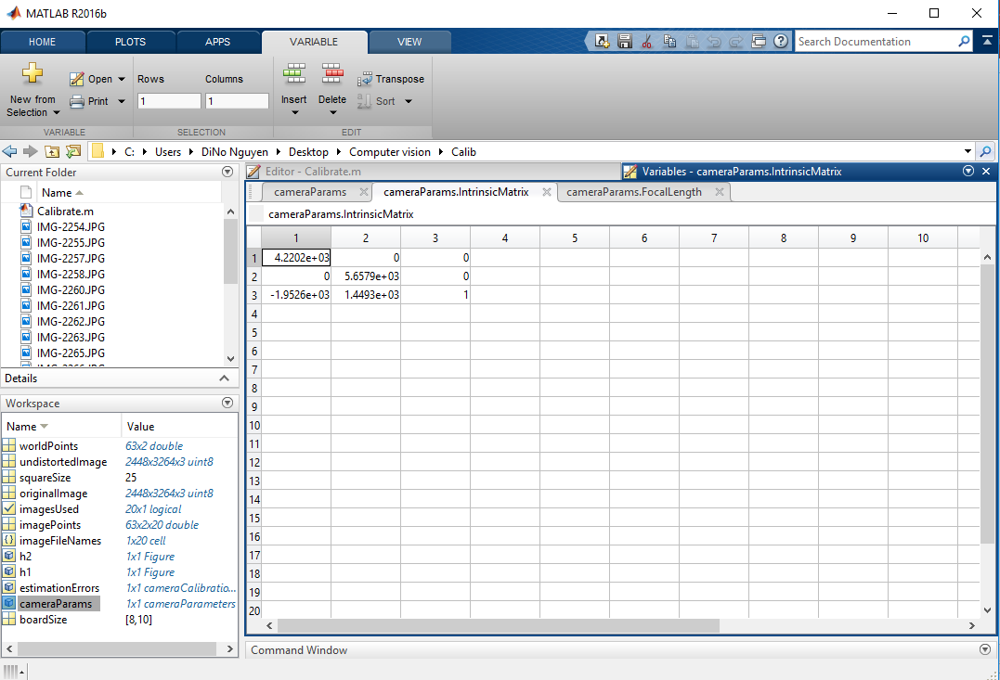 MATLAB R2016b
HOME PLOTS APPS VARIABLE VIEW Search Documentation
New from Selection Open Print Rows 1 Columns 1 Insert Delete Transpose Sort
VARIABLE SELECTION EDIT
C: Users DiNo Nguyen Desktop Computer vision Calib
Current Folder
Name
Calibrate.m
IMG-2254.JPG
IMG-2255.JPG
IMG-2257.JPG
IMG-2258.JPG
IMG-2260.JPG
IMG-2261.JPG
IMG-2262.JPG
IMG-2263.JPG
IMG-2265.JPG
Details
Workspace
Name Value
worldPoints 63x2 double
undistortedImage 2448x3264x3 uint8
squareSize 25
originalImage 2448x3264x3 uint8
imagesUsed 20x1 logical
imagePoints 63x2x20 double
imageFileNames 1x20 cell
h2 1x1 Figure
h1 1x1 Figure
estimationErrors 1x1 cameraCalibratio...
cameraParams 1x1 cameraParameters
boardSize [8,10]
Editor - Calibrate.m Variables - cameraParams.IntrinsicMatrix
cameraParams cameraParams.IntrinsicMatrix cameraParams.FocalLength
cameraParams.IntrinsicMatrix
1 2 3 4 5 6 7 8 9 10
1 4.2202e+03 0 0
2 0 5.6579e+03 0
3 -1.9526e+03 1.4493e+03 1
4
5
6
7
8
9
10
11
12
13
14
15
16
17
18
19
20
Command Window